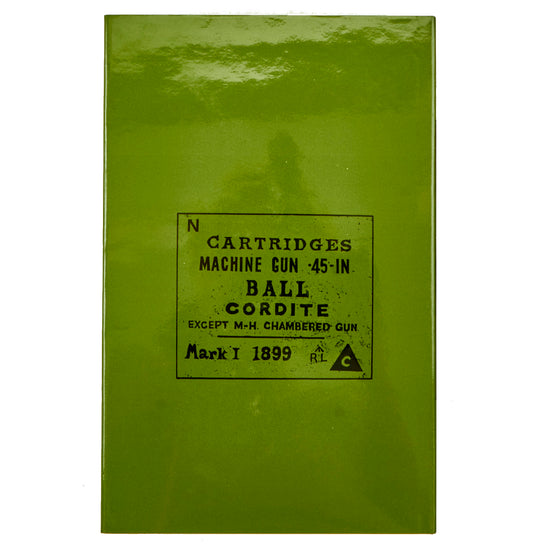 N
CARTRIDGES
MACHINE GUN ·45-IN
BALL
CORDITE
EXCEPT M-H. CHAMBERED GUN
Mark I 1899 R↑L C